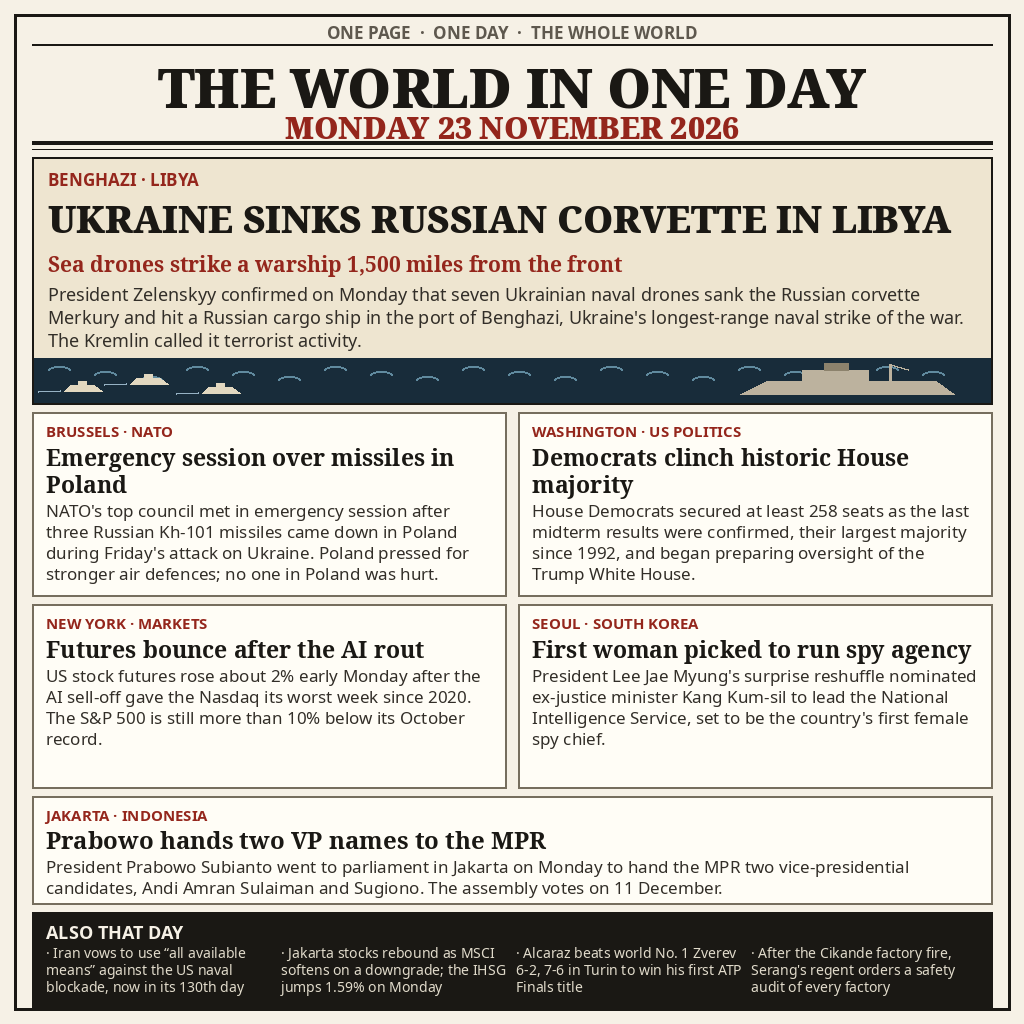 ONE PAGE · ONE DAY · THE WHOLE WORLD
THE WORLD IN ONE DAY
MONDAY 23 NOVEMBER 2026
BENGHAZI · LIBYA
UKRAINE SINKS RUSSIAN CORVETTE IN LIBYA
Sea drones strike a warship 1,500 miles from the front
President Zelenskyy confirmed on Monday that seven Ukrainian naval drones sank the Russian corvette
Merkury and hit a Russian cargo ship in the port of Benghazi, Ukraine's longest-range naval strike of the war.
The Kremlin called it terrorist activity.
BRUSSELS · NATO
Emergency session over missiles in
Poland
NATO's top council met in emergency session after
three Russian Kh-101 missiles came down in Poland
during Friday's attack on Ukraine. Poland pressed for
stronger air defences; no one in Poland was hurt.
WASHINGTON · US POLITICS
Democrats clinch historic House
majority
House Democrats secured at least 258 seats as the last
midterm results were confirmed, their largest majority
since 1992, and began preparing oversight of the
Trump White House.
NEW YORK · MARKETS
Futures bounce after the AI rout
US stock futures rose about 2% early Monday after the
AI sell-off gave the Nasdaq its worst week since 2020.
The S&P 500 is still more than 10% below its October
record.
SEOUL · SOUTH KOREA
First woman picked to run spy agency
President Lee Jae Myung's surprise reshuffle nominated
ex-justice minister Kang Kum-sil to lead the National
Intelligence Service, set to be the country's first female
spy chief.
JAKARTA · INDONESIA
Prabowo hands two VP names to the MPR
President Prabowo Subianto went to parliament in Jakarta on Monday to hand the MPR two vice-presidential
candidates, Andi Amran Sulaiman and Sugiono. The assembly votes on 11 December.
ALSO THAT DAY
· Iran vows to use “all available
means” against the US naval
blockade, now in its 130th day
· Jakarta stocks rebound as MSCI
softens on a downgrade; the IHSG
jumps 1.59% on Monday
· Alcaraz beats world No. 1 Zverev
6-2, 7-6 in Turin to win his first ATP
Finals title
· After the Cikande factory fire,
Serang's regent orders a safety
audit of every factory